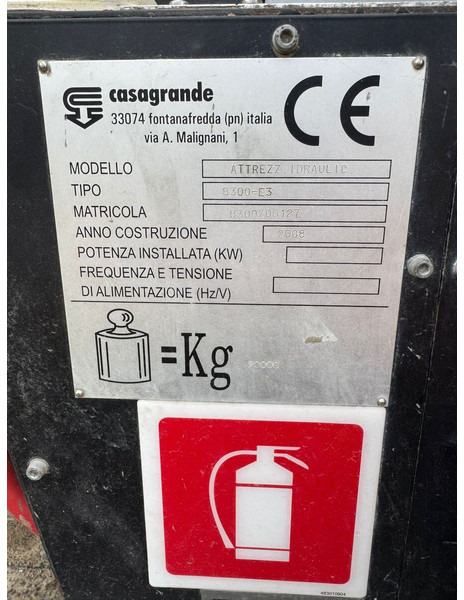 casagrande
33074 fontanafredda (pn) italia
via A. Malignani, 1
CE
MODELLO ATTREZZ.IDRAULIC
TIPO B300-E3
MATRICOLA
ANNO COSTRUZIONE 2008
POTENZA INSTALLATA (KW)
FREQUENZA E TENSIONE
DI ALIMENTAZIONE (Hz/V)
=Kg